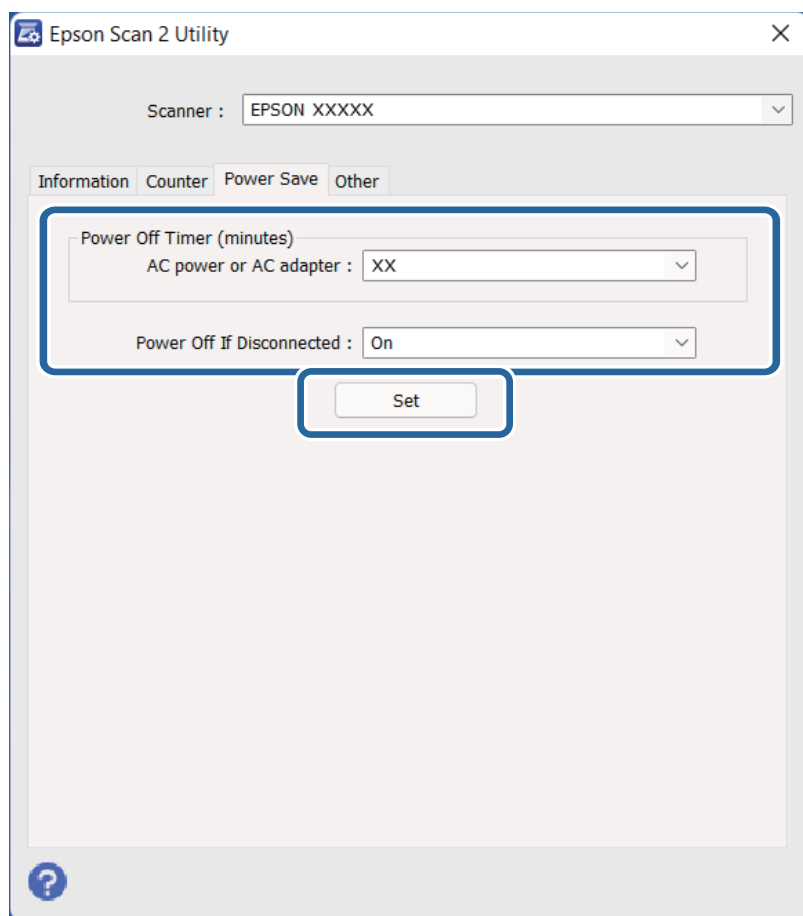 Epson Scan 2 Utility
Scanner : EPSON XXXXX
Information Counter Power Save Other
Power Off Timer (minutes)
AC power or AC adapter : XX
Power Off If Disconnected : On
Set
?